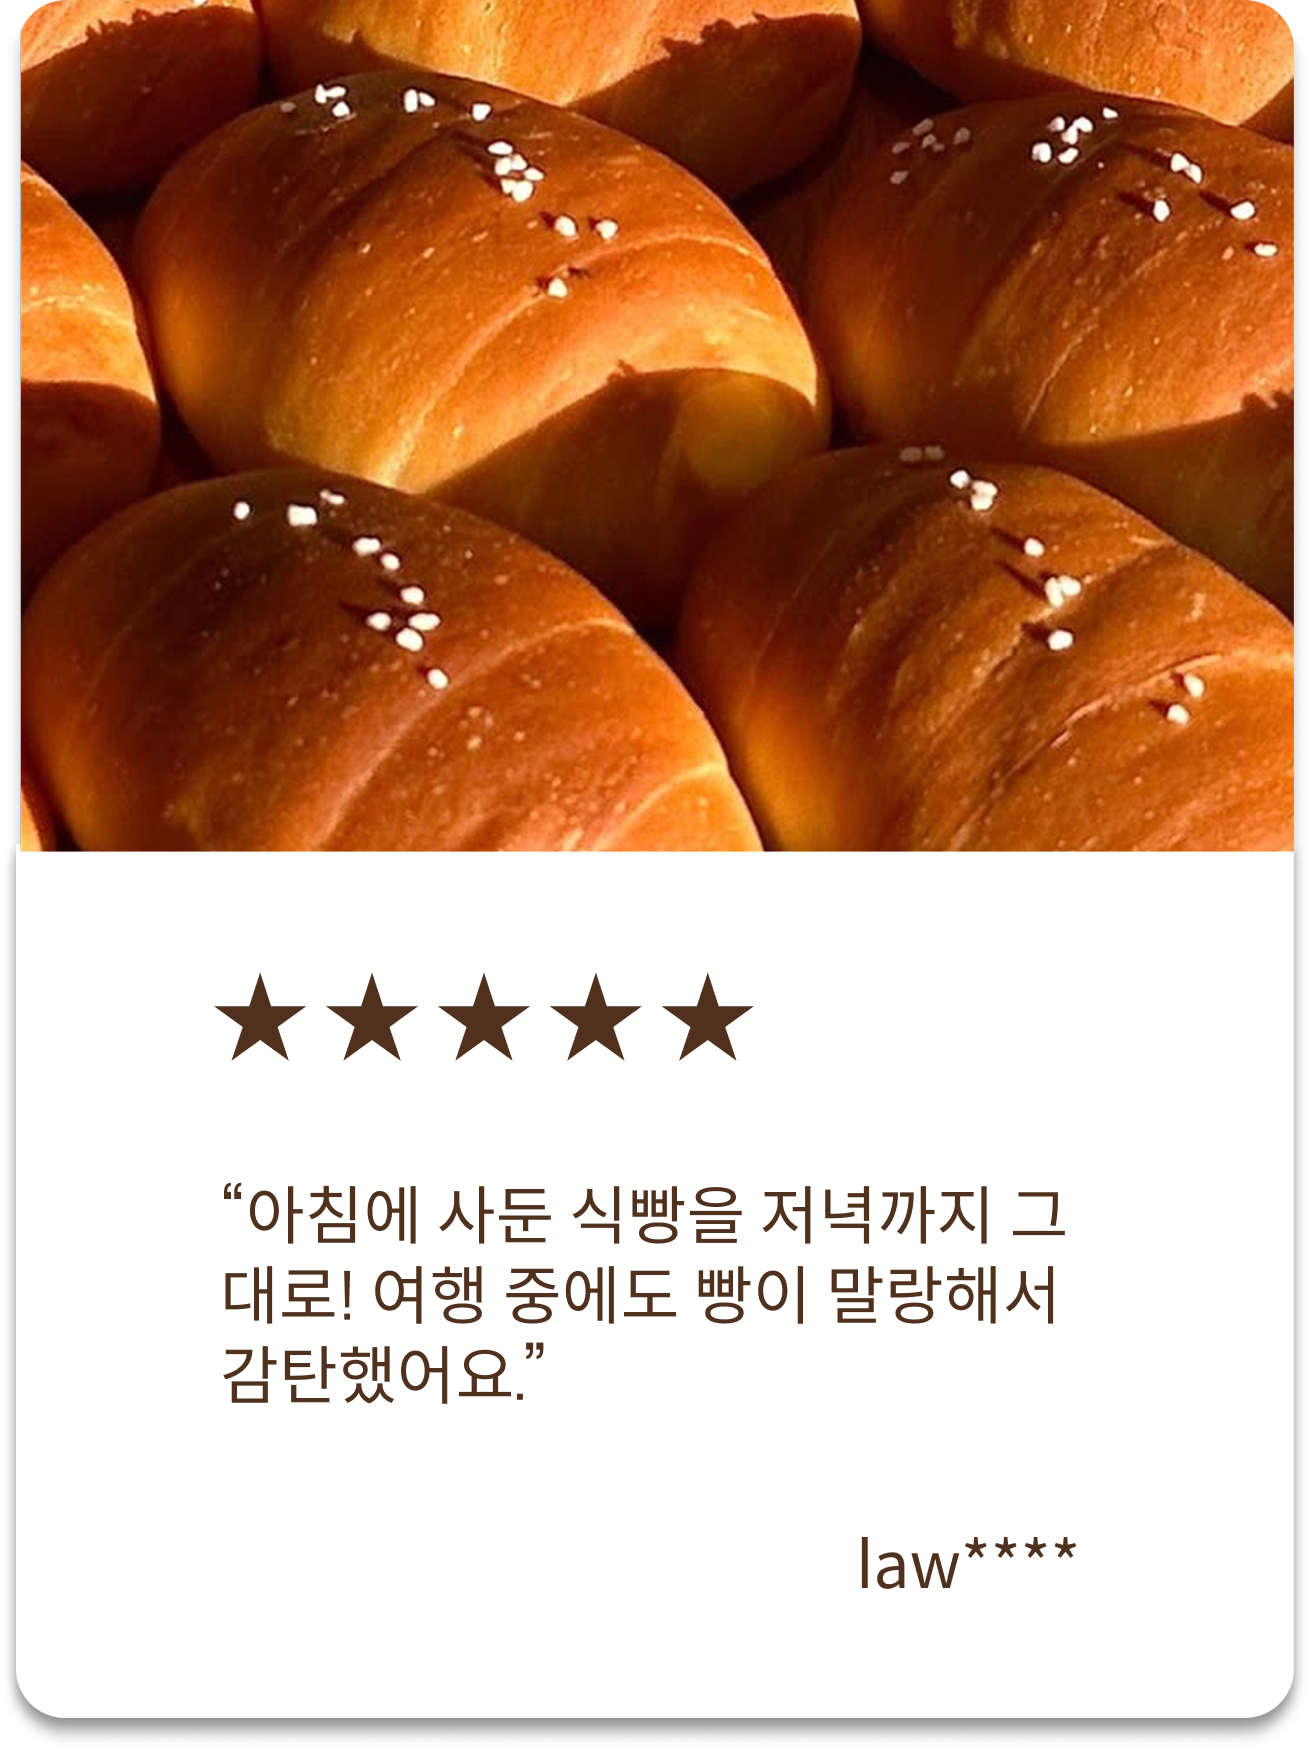 ★★★★★
“아침에 사둔 식빵을 저녁까지 그
대로! 여행 중에도 빵이 말랑해서
감탄했어요.”
law****